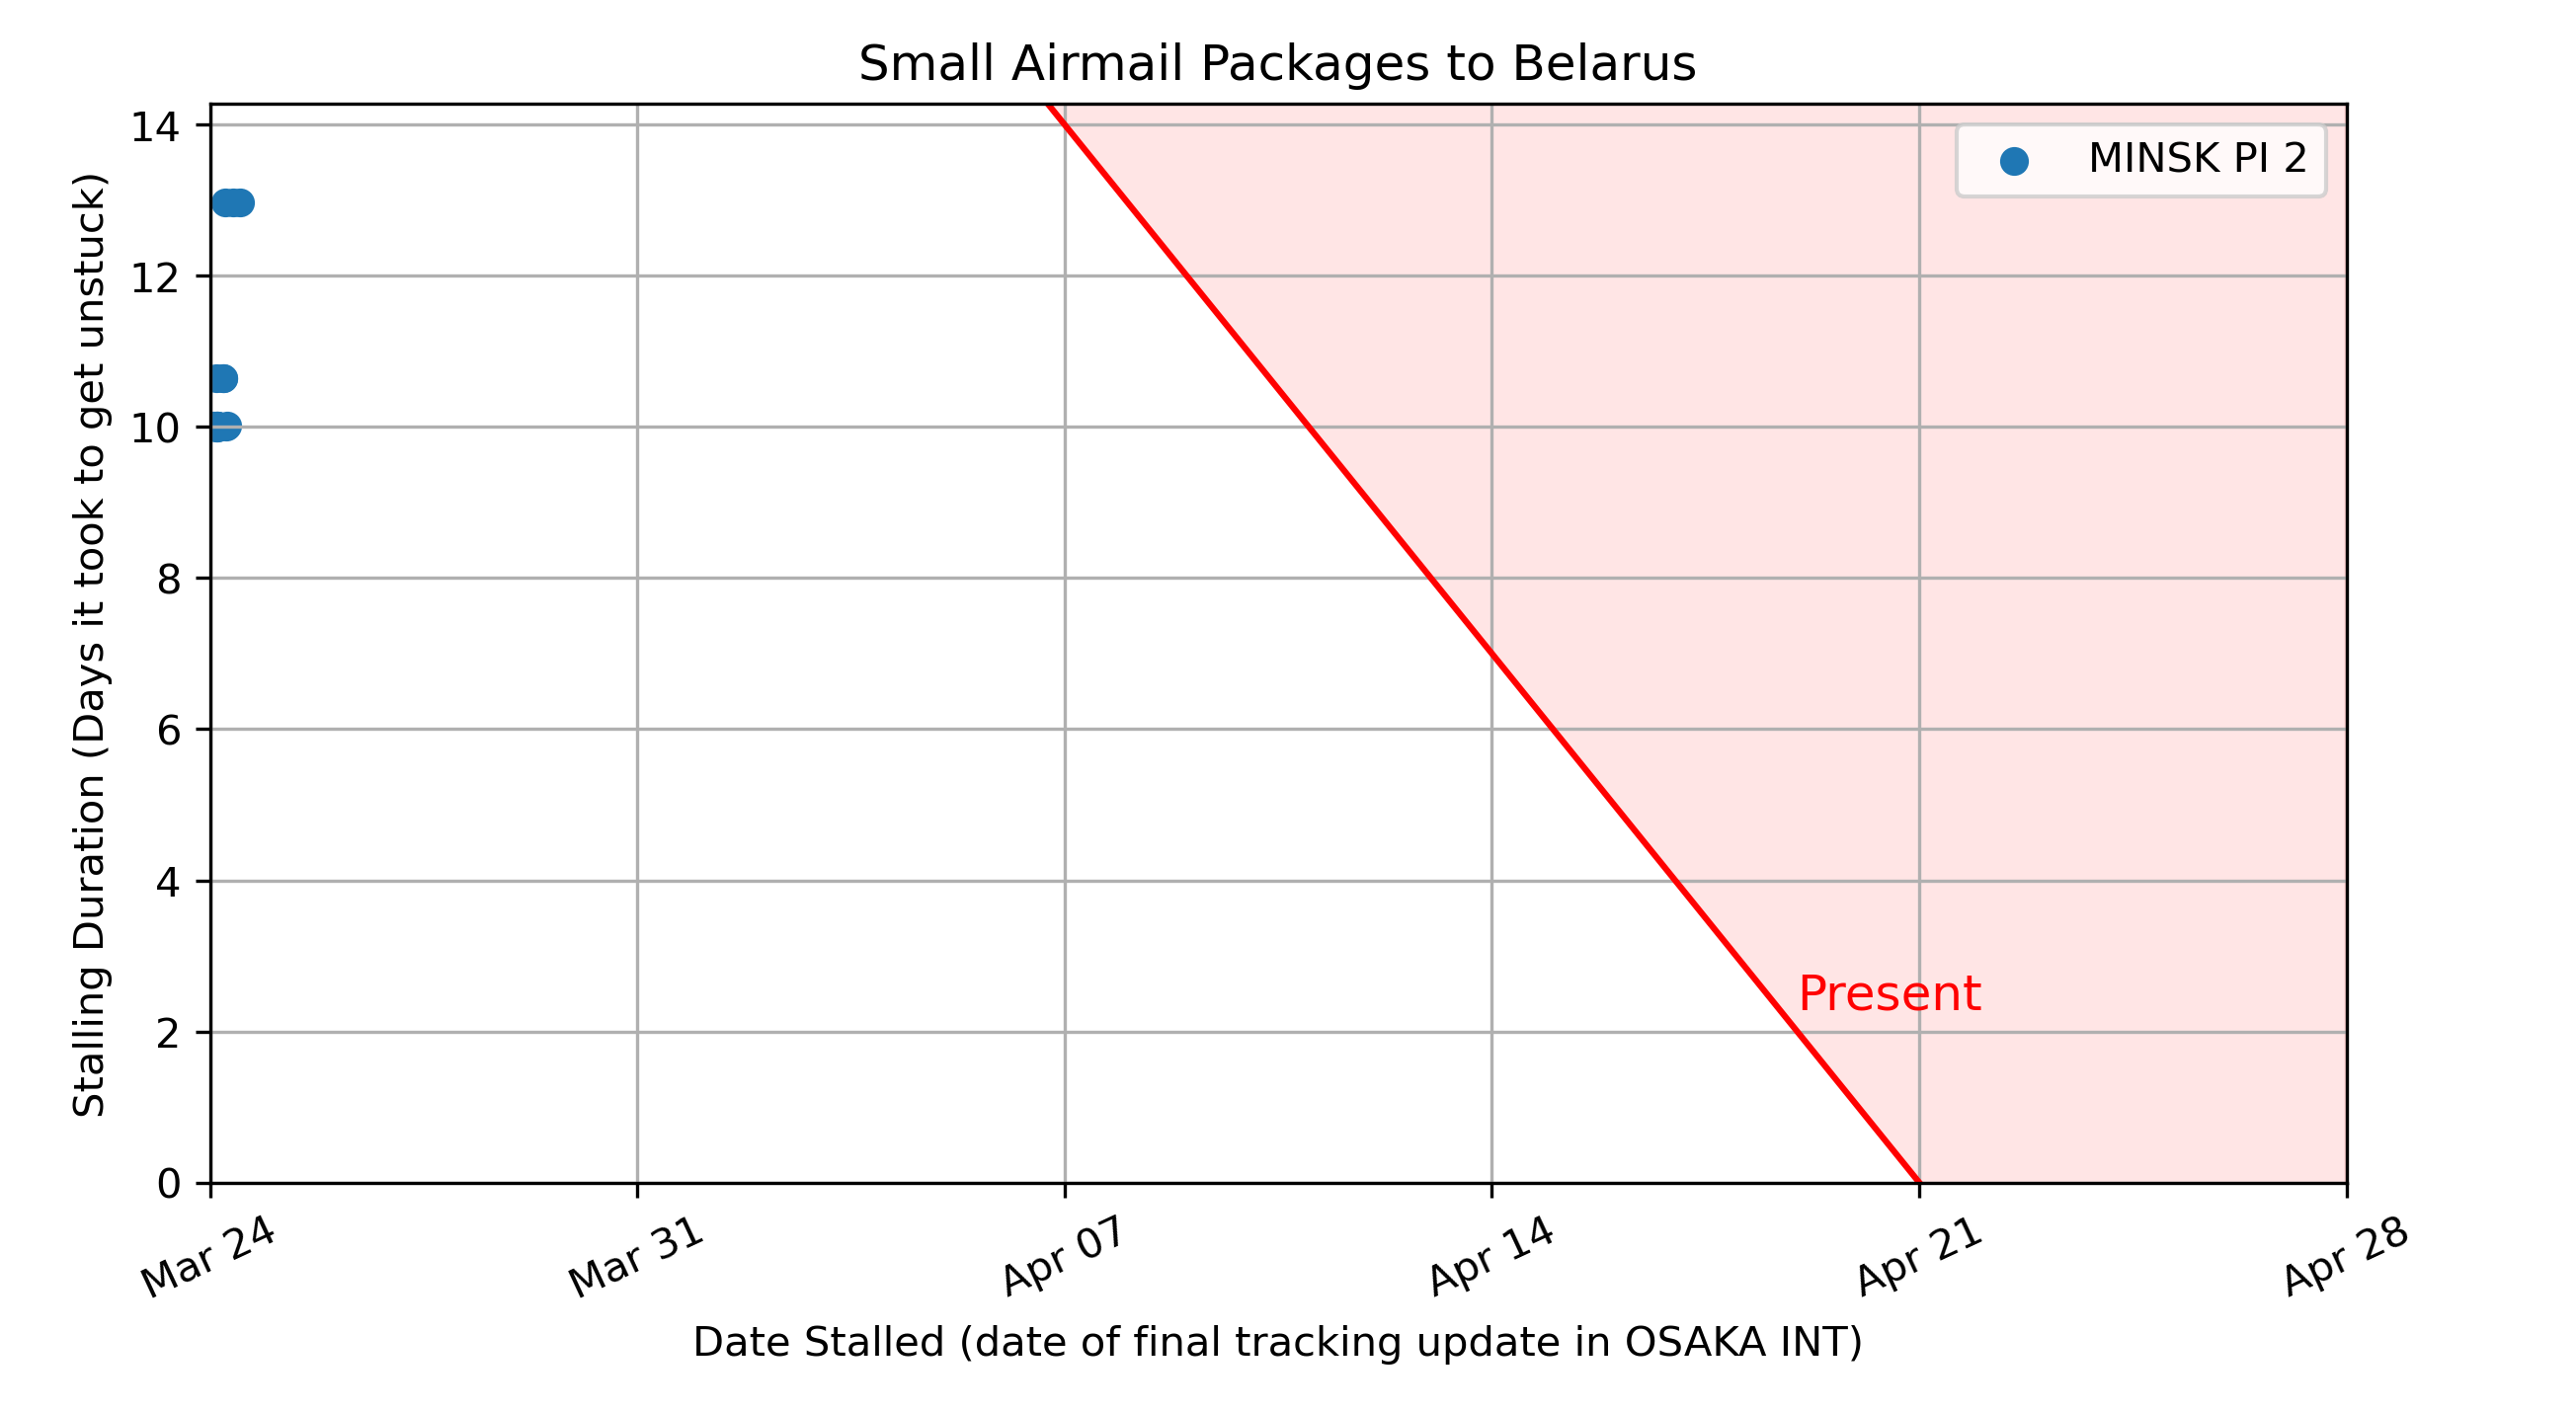 Small Airmail Packages to Belarus
Stalling Duration (Days it took to get unstuck)
14
12
10
8
6
4
2
0
MINSK PI 2
Present
Mar 24
Mar 31
Apr 07
Apr 14
Apr 21
Apr 28
Date Stalled (date of final tracking update in OSAKA INT)